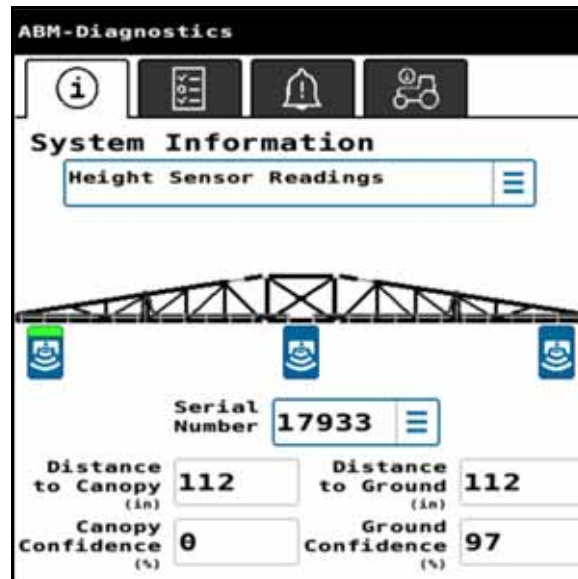 ABM-Diagnostics
System Information
Height Sensor Readings
Serial Number 17933
Distance to Canopy (in) 112
Distance to Ground (in) 112
Canopy Confidence (%) 0
Ground Confidence (%) 97